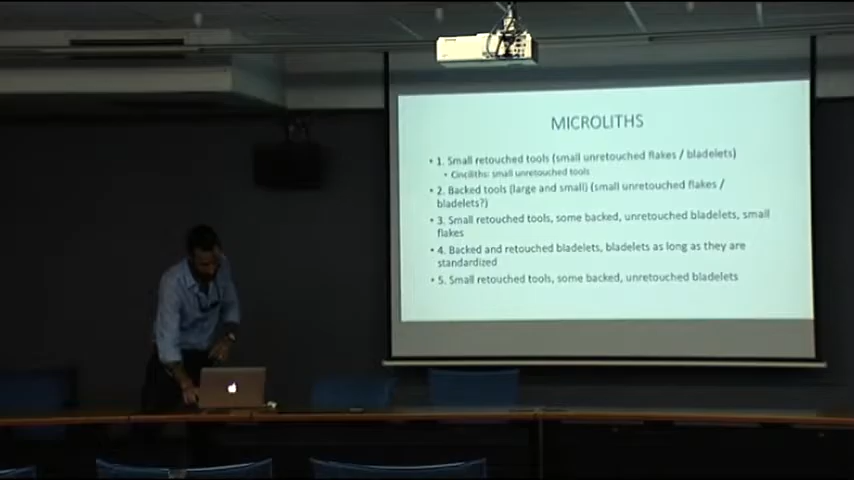 MICROLITHS
• 1. Small retouched tools (small unretouched flakes / bladelets)
• Cinciliths: small unretouched tools
• 2. Backed tools (large and small) (small unretouched flakes /
bladelets?)
• 3. Small retouched tools, some backed, unretouched bladelets, small
flakes
• 4. Backed and retouched bladelets, bladelets as long as they are
standardized
• 5. Small retouched tools, some backed, unretouched bladelets